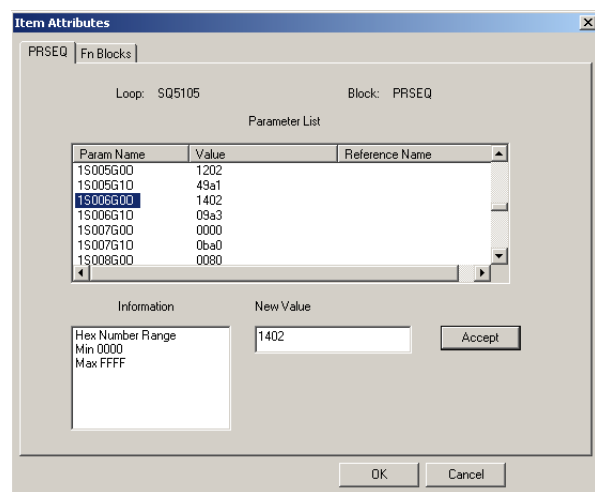 Item Attributes
PRSEQ Fn Blocks
Loop: SQ5105 Block: PRSEQ
Parameter List
Param Name Value Reference Name
1S005G00 1202
1S005G10 49a1
1S006G00 1402
1S006G10 09a3
1S007G00 0000
1S007G10 0ba0
1S008G00 0080
Information New Value
Hex Number Range
Min 0000
Max FFFF
1402
Accept
OK Cancel